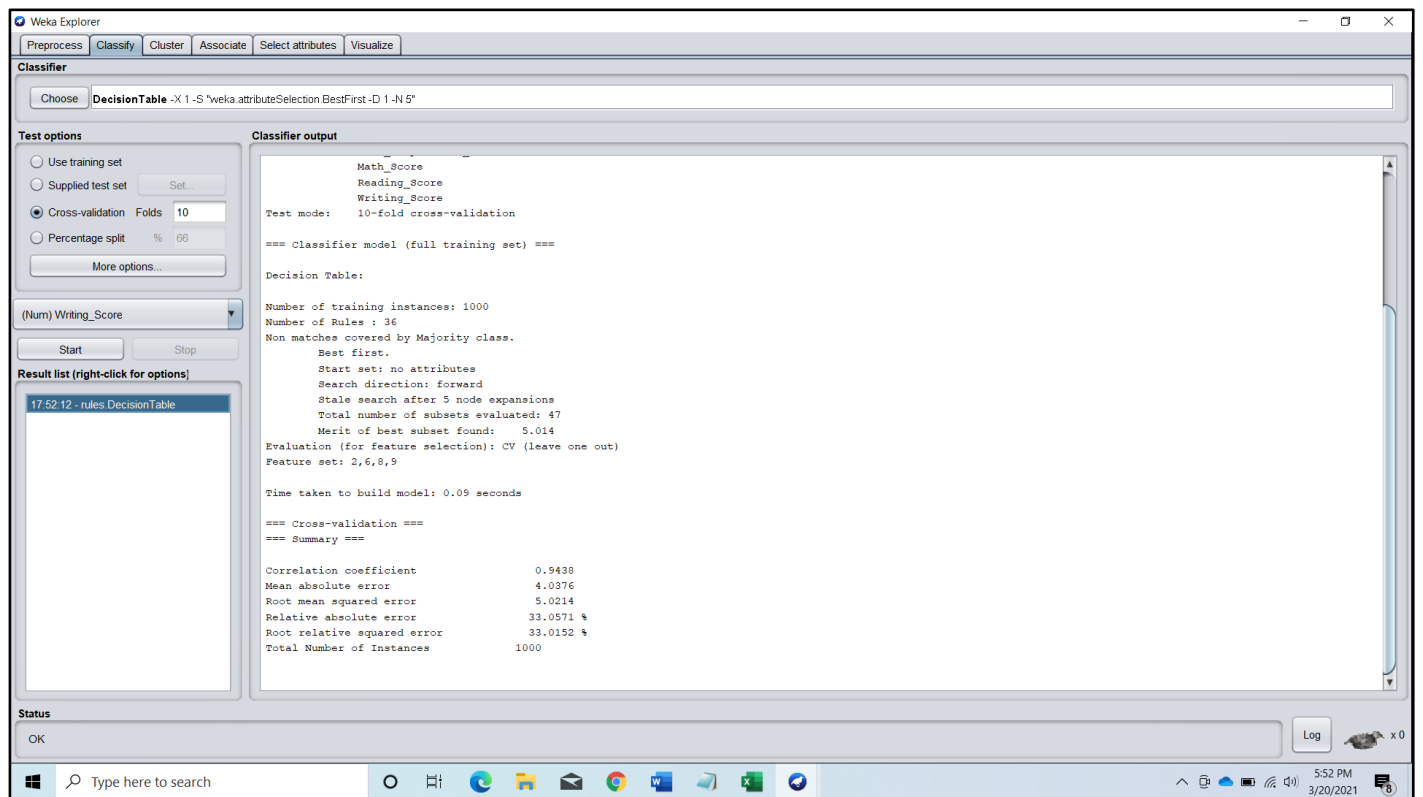 Weka Explorer
Preprocess Classify Cluster Associate Select attributes Visualize
Classifier
Choose DecisionTable -X 1 -S "weka.attributeSelection.BestFirst -D 1 -N 5"
Test options
Use training set
Supplied test set Set...
Cross-validation Folds 10
Percentage split % 66
More options...
(Num) Writing_Score
Start Stop
Result list (right-click for options)
17:52:12 - rules.DecisionTable
Classifier output
Math_Score
Reading_Score
Writing_Score
Test mode: 10-fold cross-validation
=== Classifier model (full training set) ===
Decision Table:
Number of training instances: 1000
Number of Rules : 36
Non matches covered by Majority class.
Best first.
Start set: no attributes
Search direction: forward
Stale search after 5 node expansions
Total number of subsets evaluated: 47
Merit of best subset found: 5.014
Evaluation (for feature selection): CV (leave one out)
Feature set: 2,6,8,9
Time taken to build model: 0.09 seconds
=== Cross-validation ===
=== Summary ===
Correlation coefficient 0.9438
Mean absolute error 4.0376
Root mean squared error 5.0214
Relative absolute error 33.0571 %
Root relative squared error 33.0152 %
Total Number of Instances 1000
Status
OK
Log x 0
Type here to search
5:52 PM
3/20/2021
8